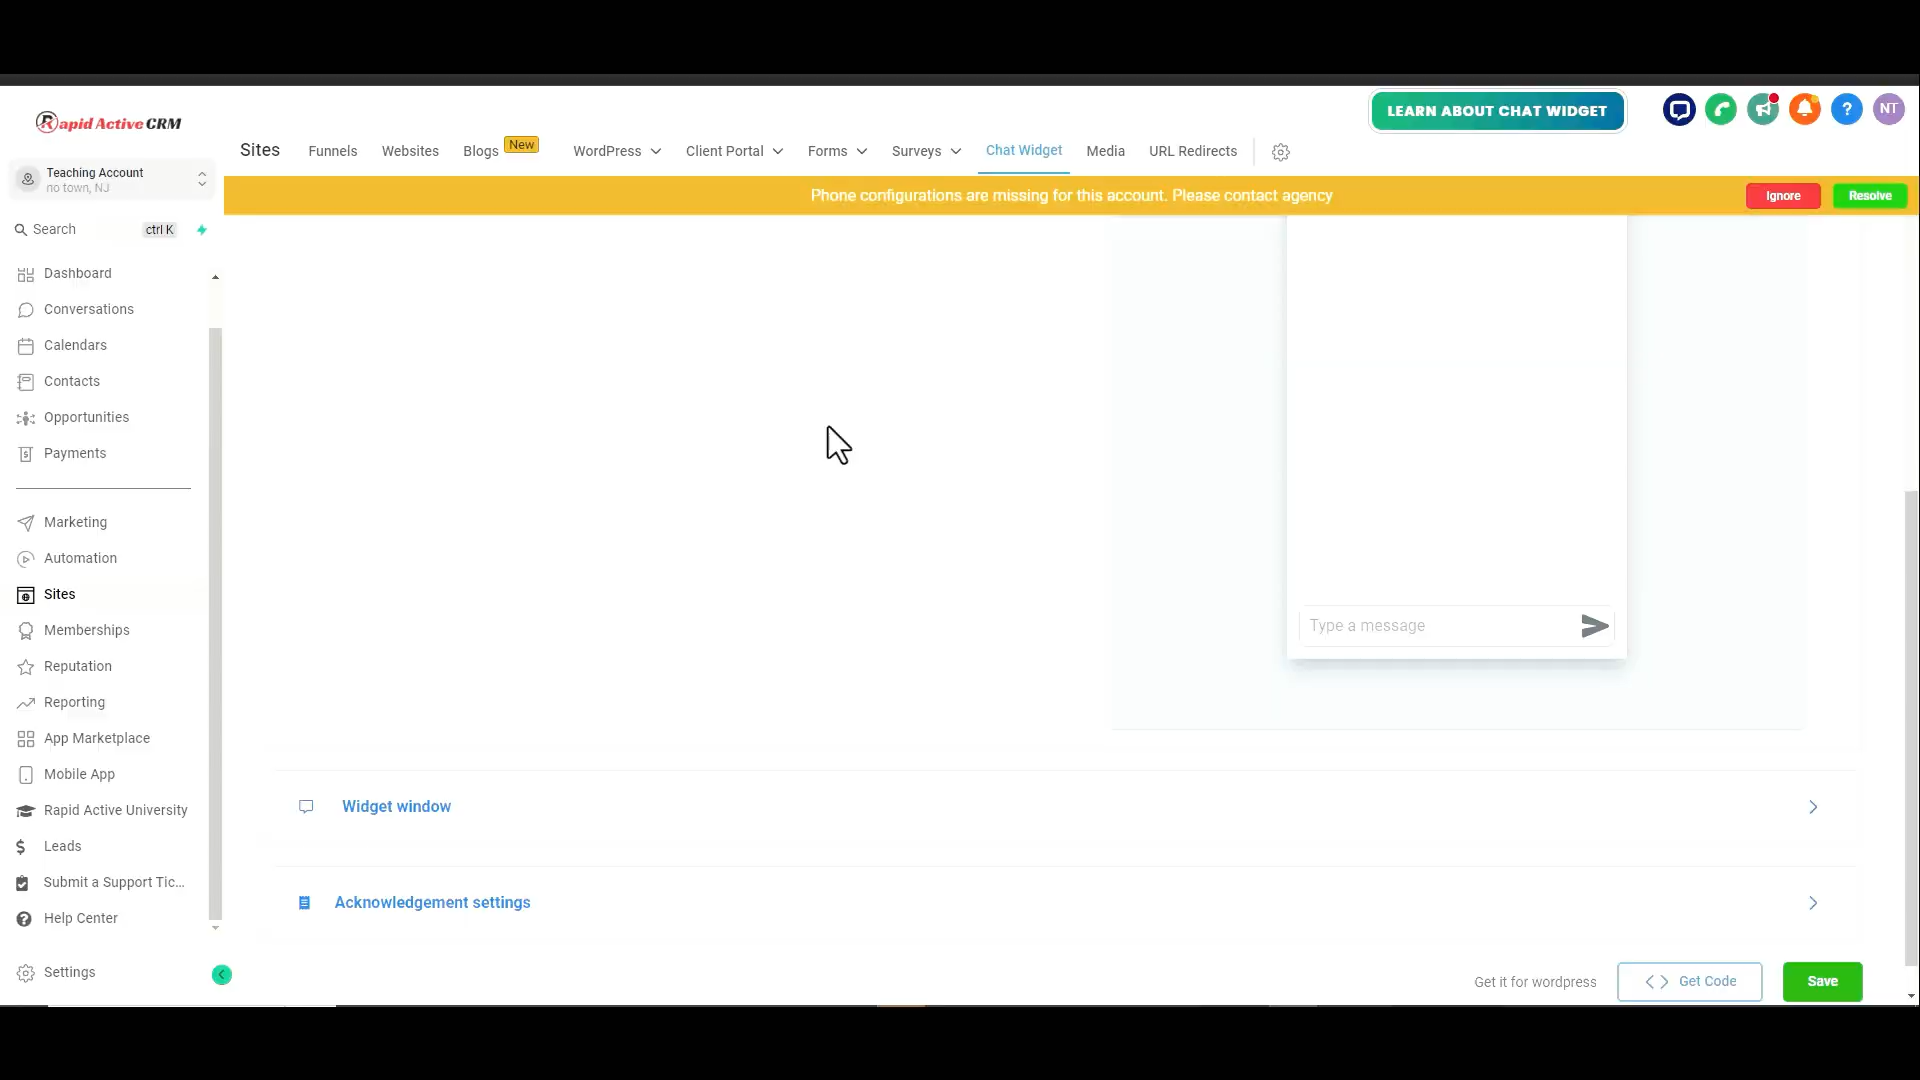 Rapid Active CRM
LEARN ABOUT CHAT WIDGET
NT
Sites
Funnels
Websites
Blogs
New
WordPress
Client Portal
Forms
Surveys
Chat Widget
Media
URL Redirects
Teaching Account
no town, NJ
Phone configurations are missing for this account. Please contact agency
Ignore
Resolve
Search
ctrl K
Dashboard
Conversations
Calendars
Contacts
Opportunities
Payments
Marketing
Automation
Sites
Memberships
Reputation
Reporting
App Marketplace
Mobile App
Rapid Active University
Leads
Submit a Support Tic...
Help Center
Settings
Type a message
Widget window
Acknowledgement settings
Get it for wordpress
Get Code
Save